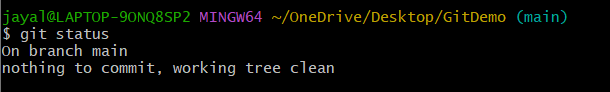 jayal@LAPTOP-9ONQ8SP2 MINGW64 ~/OneDrive/Desktop/GitDemo (main)
$ git status
On branch main
nothing to commit, working tree clean